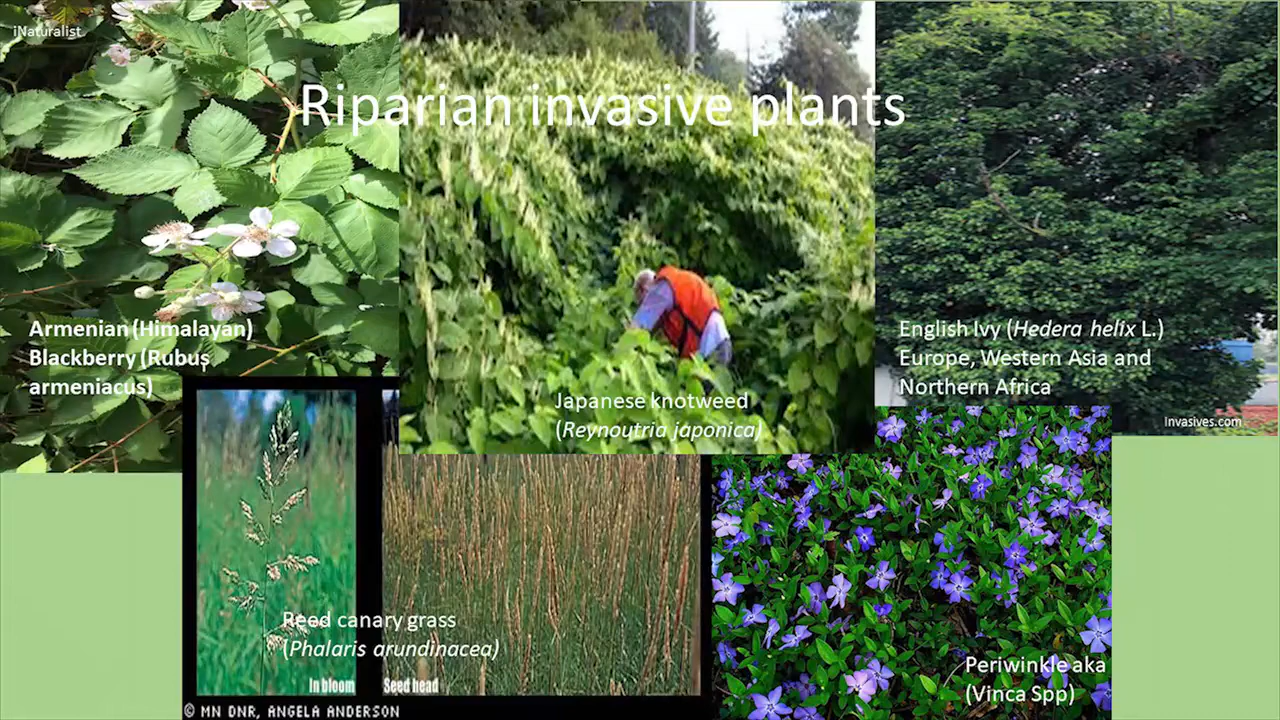 iNaturalist
Riparian invasive plants
Armenian (Himalayan)
Blackberry (Rubus
armeniacus)
Japanese knotweed
(Reynoutria japonica)
English Ivy (Hedera helix L.)
Europe, Western Asia and
Northern Africa
Invasives.com
Reed canary grass
(Phalaris arundinacea)
In bloom
Seed head
© MN DNR, ANGELA ANDERSON
Periwinkle aka
(Vinca Spp)